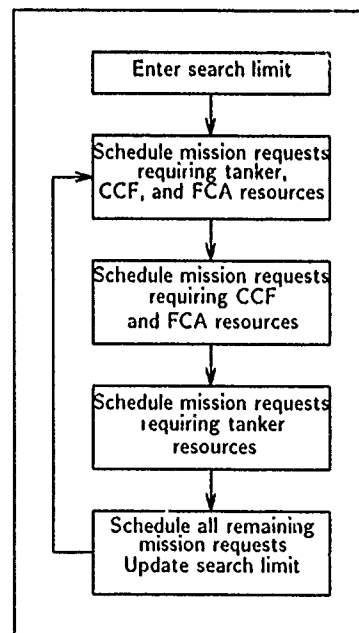 Enter search limit
Schedule mission requests
requiring tanker,
CCF, and FCA resources
Schedule mission requests
requiring CCF
and FCA resources
Schedule mission requests
requiring tanker
resources
Schedule all remaining
mission requests
Update search limit